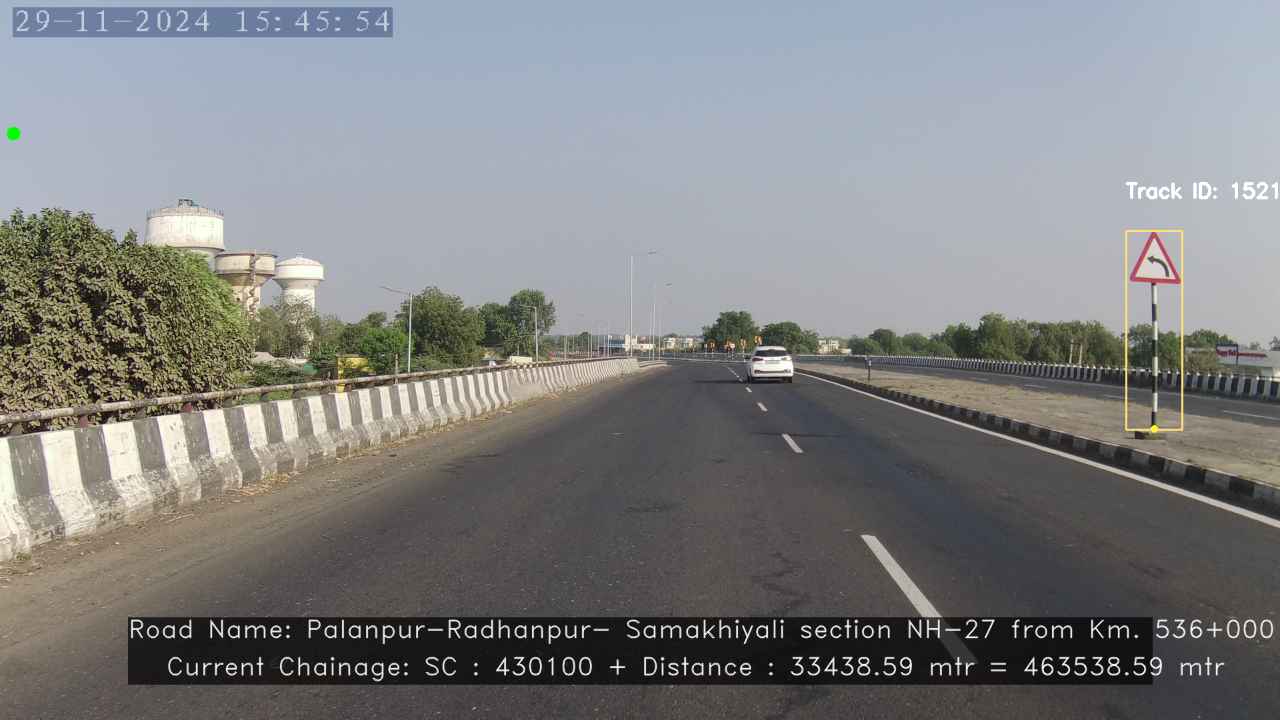 29-11-2024 15:45:54
Track ID: 1521
Road Name: Palanpur-Radhanpur- Samakhiyali section NH-27 from Km. 536+000
Current Chainage: SC : 430100 + Distance : 33438.59 mtr = 463538.59 mtr